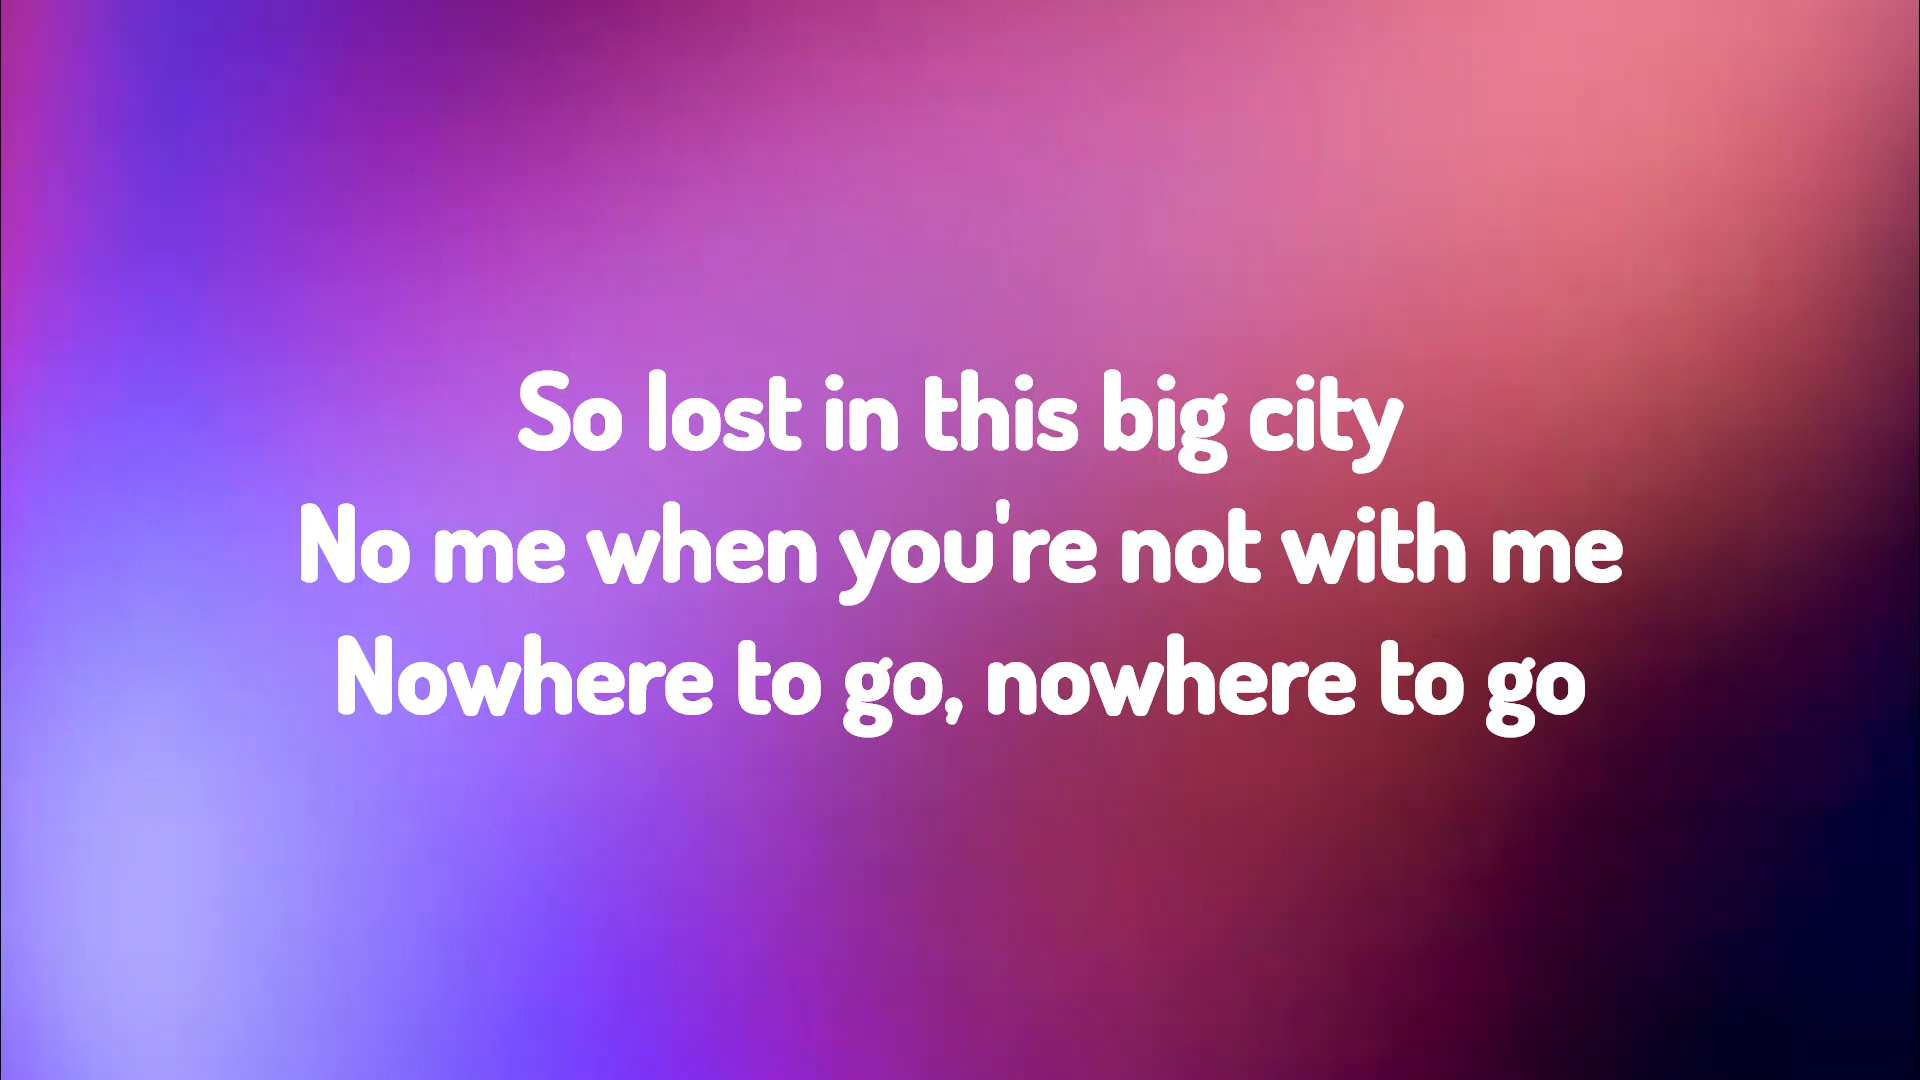 So lost in this big city
No me when you're not with me
Nowhere to go, nowhere to go